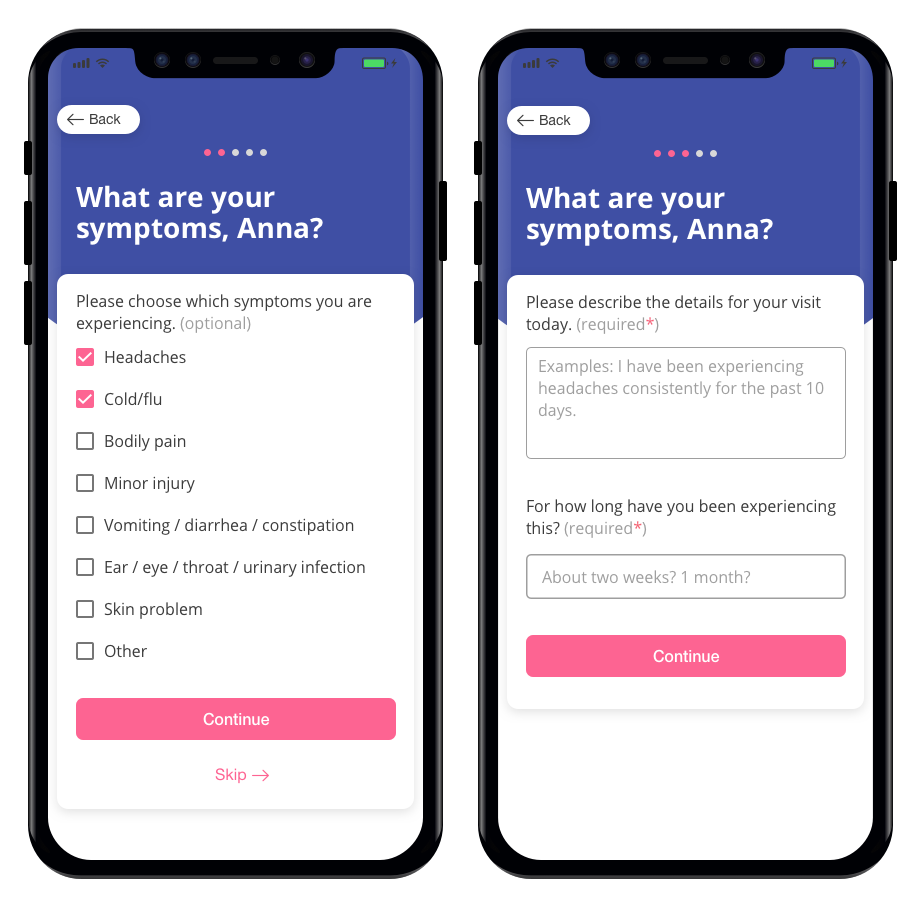 Back
What are your
symptoms, Anna?
Please choose which symptoms you are
experiencing. (optional)
Headaches
Cold/flu
Bodily pain
Minor injury
Vomiting / diarrhea / constipation
Ear / eye / throat / urinary infection
Skin problem
Other
Continue
Skip
Back
What are your
symptoms, Anna?
Please describe the details for your visit
today. (required*)
Examples: I have been experiencing
headaches consistently for the past 10
days.
For how long have you been experiencing
this? (required*)
About two weeks? 1 month?
Continue